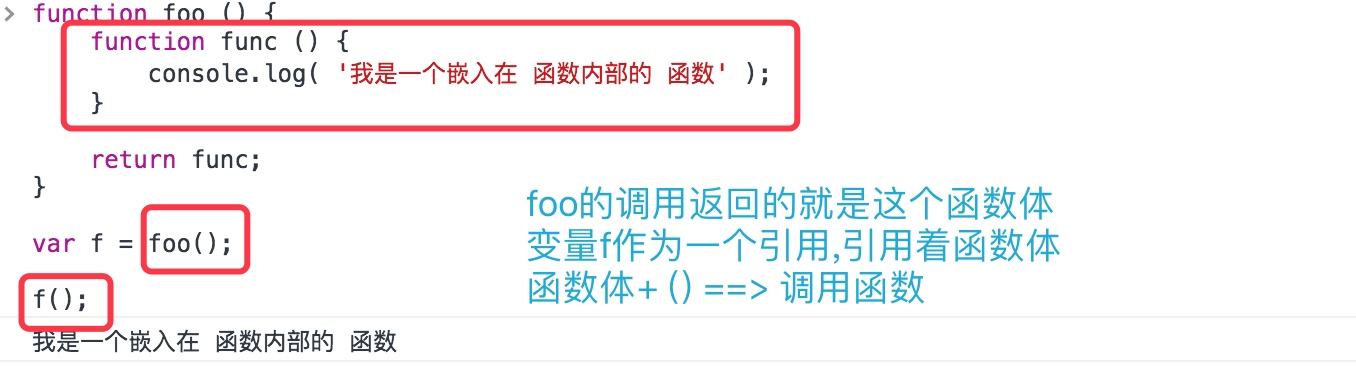 > function foo () {
function func () {
console.log( '我是一个嵌入在 函数内部的 函数' );
}
return func;
}
var f = foo();
f();
foo的调用返回的就是这个函数体
变量f作为一个引用,引用着函数体
函数体+ () ==> 调用函数
我是一个嵌入在 函数内部的 函数